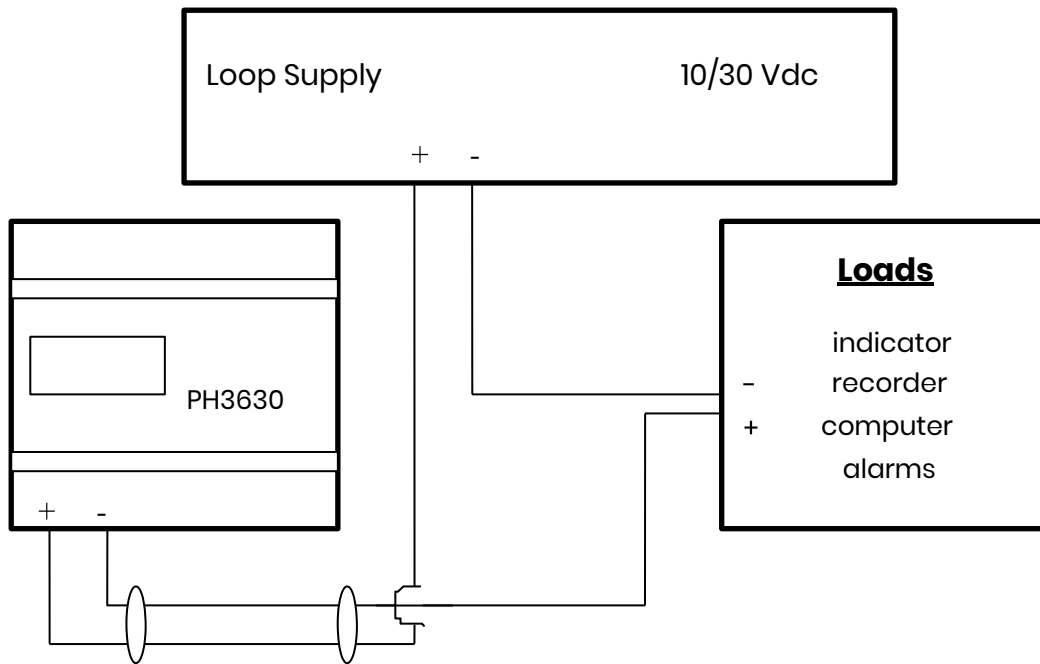 Loop Supply 10/30 Vdc
+ -
PH3630
+ -
Loads
indicator
- recorder
+ computer
alarms